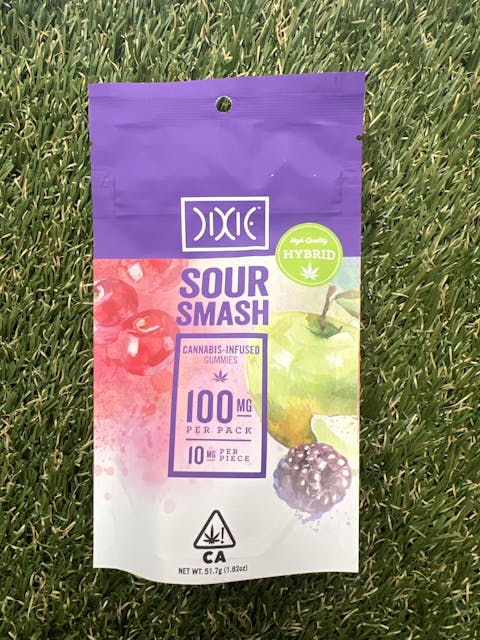 DIXIE™
High-Quality
HYBRID
SOUR
SMASH
CANNABIS-INFUSED
GUMMIES
100 MG
PER PACK
10 MG PER
PIECE
!
CA
NET WT. 51.7g (1.82oz)